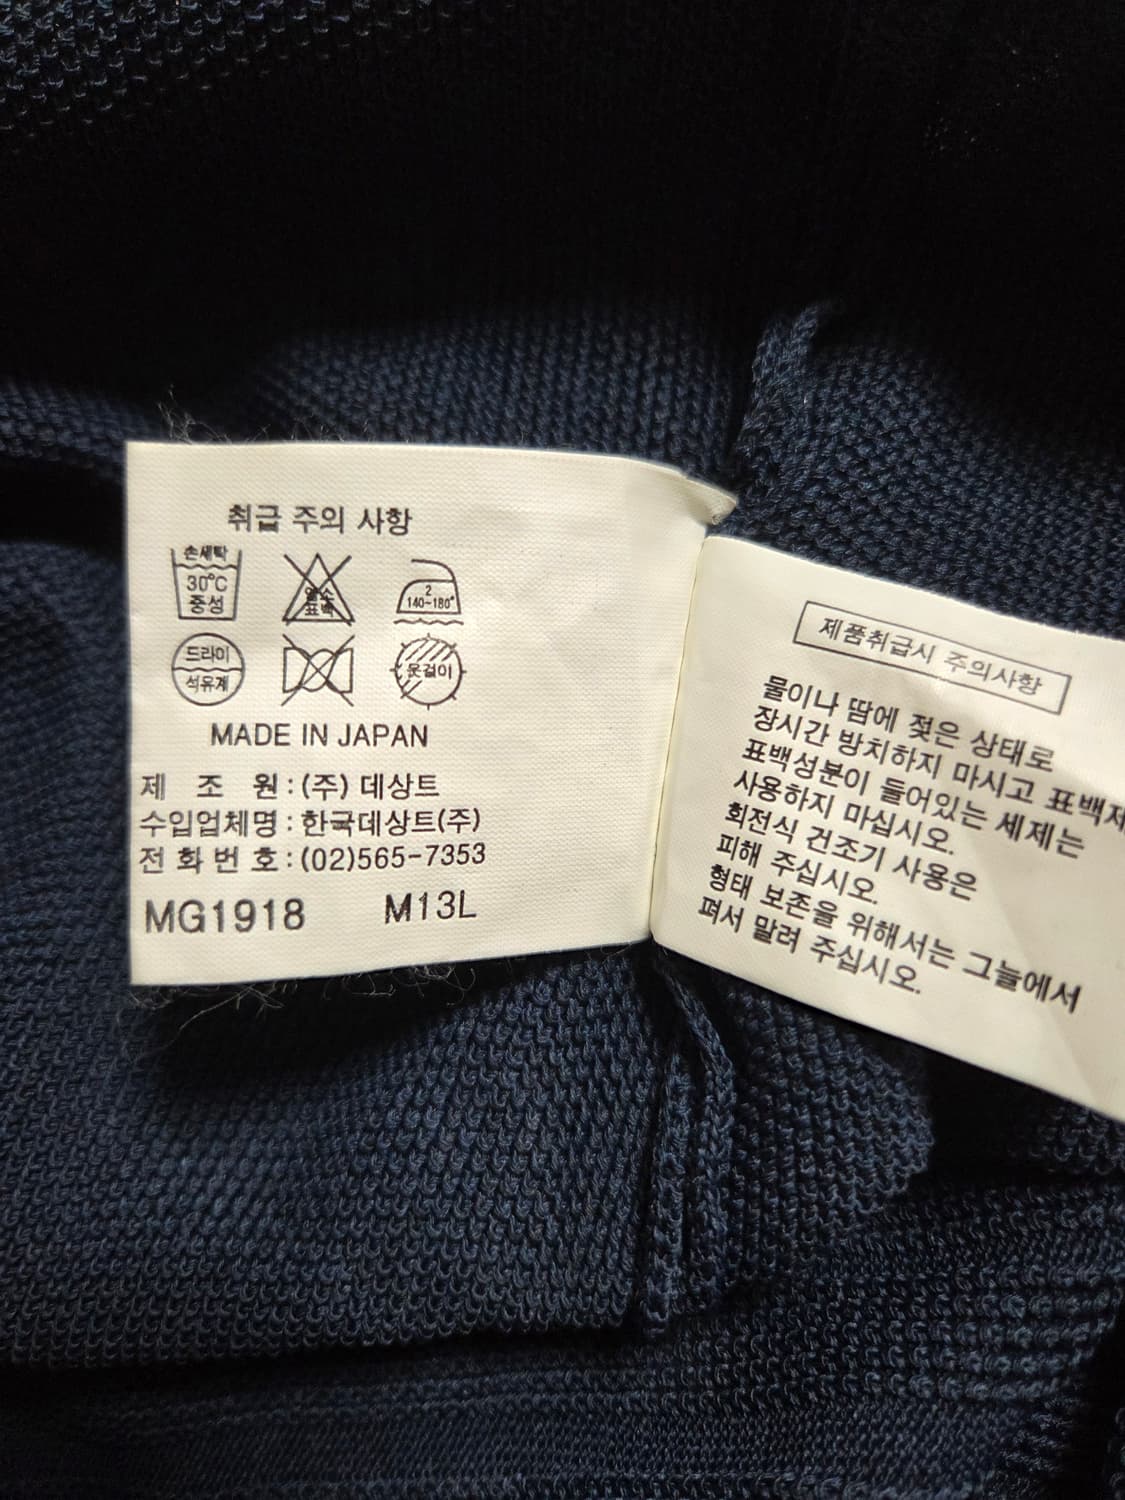 취급 주의 사항
손세탁
30℃
중성
염소
표백
2
140~180°
드라이
석유계
옷걸이
MADE IN JAPAN
제 조 원 : (주) 데상트
수입업체명 : 한국데상트(주)
전 화 번 호 : (02)565-7353
MG1918 M13L
제품취급시 주의사항
물이나 땀에 젖은 상태로
장시간 방치하지 마시고 표백제
표백성분이 들어있는 세제는
사용하지 마십시오.
회전식 건조기 사용은
피해 주십시오.
형태 보존을 위해서는 그늘에서
펴서 말려 주십시오.